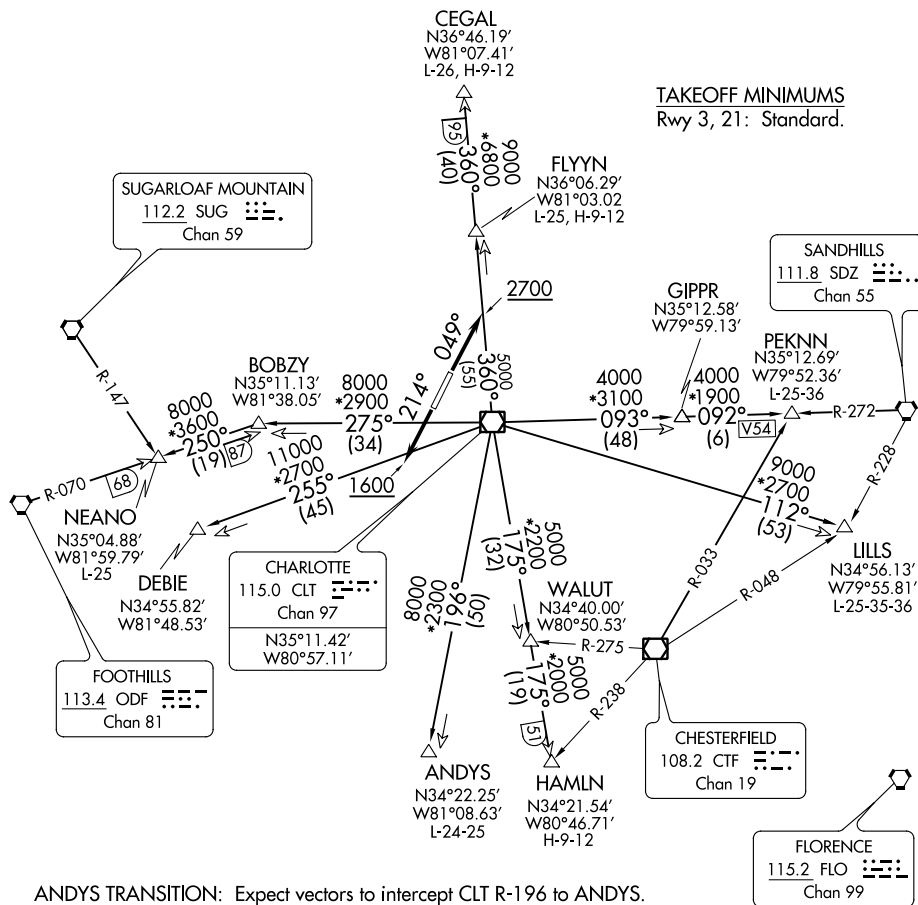 CEGAL
N36°46.19'
W81°07.41'
L-26, H-9-12
TAKEOFF MINIMUMS
Rwy 3, 21: Standard.
95
360°
(40)
9000
*6800
FLYYN
N36°06.29'
W81°03.02
L-25, H-9-12
SUGARLOAF MOUNTAIN
112.2 SUG
Chan 59
SANDHILLS
111.8 SDZ
Chan 55
2700
GIPPR
N35°12.58'
W79°59.13'
PEKNN
N35°12.69'
W79°52.36'
L-25-36
R-147
BOBZY
N35°11.13'
W81°38.05'
049°
214°
5000
360°
(55)
8000
*2900
275°
(34)
4000
*3100
093°
(48)
4000
*1900
092°
(6)
V54
R-272
R-228
8000
*3600
250°
(19)
87
11000
*2700
255°
(45)
1600
R-070
68
9000
*2700
112°
(53)
NEANO
N35°04.88'
W81°59.79'
L-25
DEBIE
N34°55.82'
W81°48.53'
LILLS
N34°56.13'
W79°55.81'
L-25-35-36
CHARLOTTE
115.0 CLT
Chan 97
N35°11.42'
W80°57.11'
8000
*2300
196°
(50)
5000
*2200
175°
(32)
WALUT
N34°40.00'
W80°50.53'
R-033
R-048
R-275
R-238
5000
*2000
175°
(19)
51
FOOTHILLS
113.4 ODF
Chan 81
CHESTERFIELD
108.2 CTF
Chan 19
ANDYS
N34°22.25'
W81°08.63'
L-24-25
HAMLN
N34°21.54'
W80°46.71'
H-9-12
FLORENCE
115.2 FLO
Chan 99
ANDYS TRANSITION: Expect vectors to intercept CLT R-196 to ANDYS.